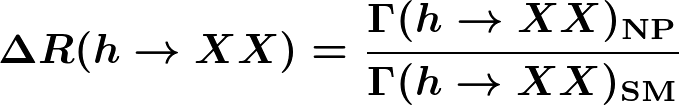 ΔR(h → XX) = Γ(h → XX)_NP / Γ(h → XX)_SM